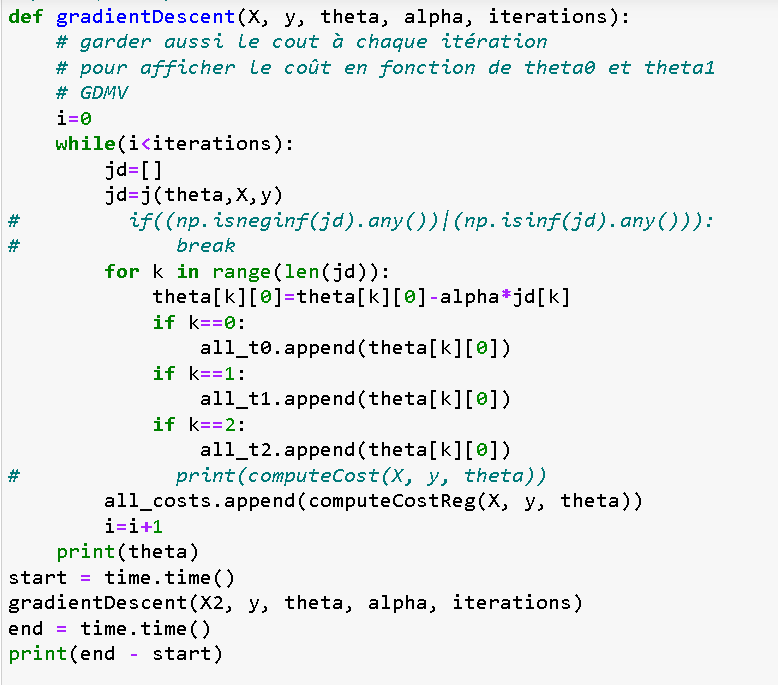 def gradientDescent(X, y, theta, alpha, iterations):
    # garder aussi le cout à chaque itération
    # pour afficher le coût en fonction de theta0 et theta1
    # GDMV
    i=0
    while(i<iterations):
        jd=[]
        jd=j(theta,X,y)
#         if((np.isneginf(jd).any())|(np.isinf(jd).any())):
#             break
        for k in range(len(jd)):
            theta[k][0]=theta[k][0]-alpha*jd[k]
            if k==0:
                all_t0.append(theta[k][0])
            if k==1:
                all_t1.append(theta[k][0])
            if k==2:
                all_t2.append(theta[k][0])
#             print(computeCost(X, y, theta))
        all_costs.append(computeCostReg(X, y, theta))
        i=i+1
    print(theta)
start = time.time()
gradientDescent(X2, y, theta, alpha, iterations)
end = time.time()
print(end - start)